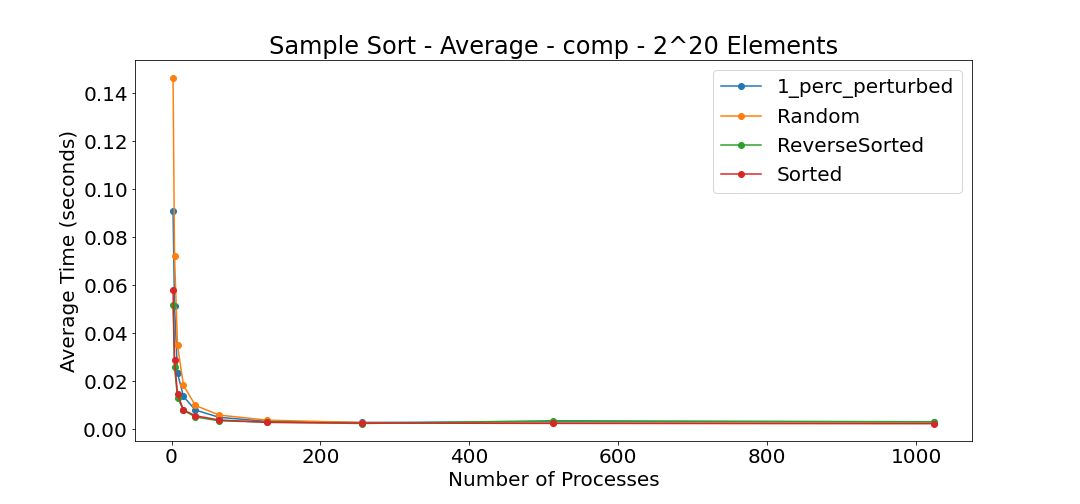 Sample Sort - Average - comp - 2^20 Elements
1_perc_perturbed
Random
ReverseSorted
Sorted
Average Time (seconds)
0.14
0.12
0.10
0.08
0.06
0.04
0.02
0.00
0 200 400 600 800 1000
Number of Processes